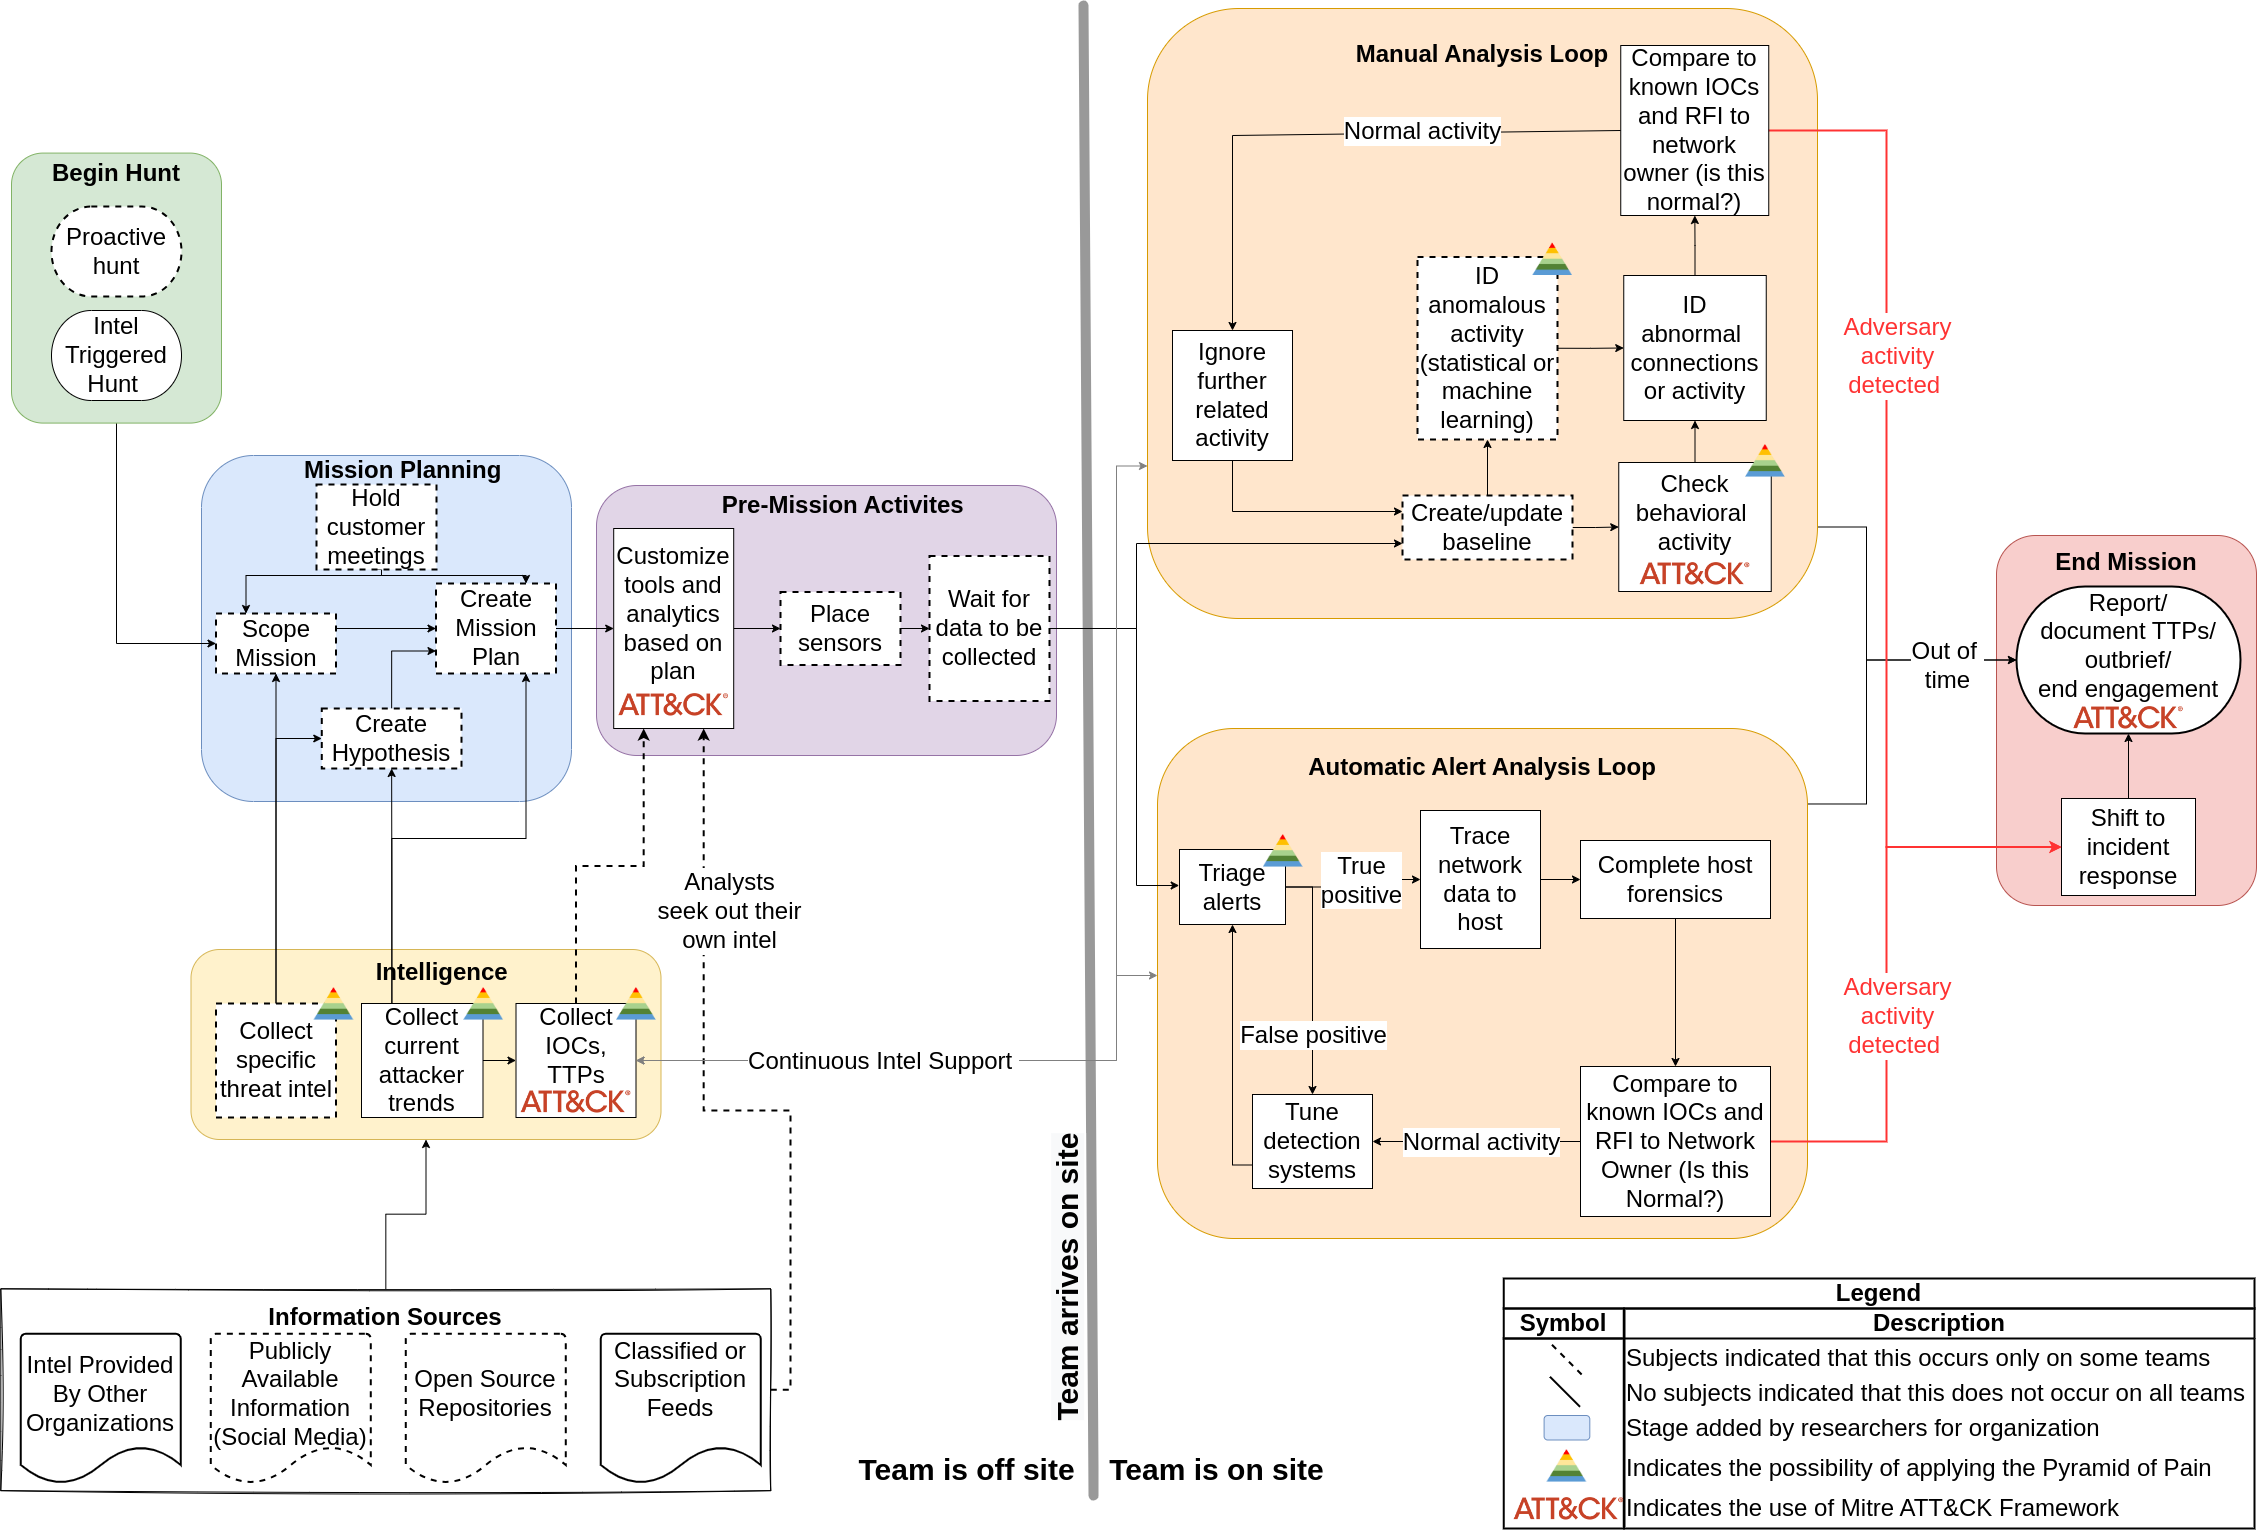 Begin Hunt
Proactive
hunt
Intel
Triggered
Hunt
Mission Planning
Hold
customer
meetings
Scope
Mission
Create
Mission
Plan
Create
Hypothesis
Pre-Mission Activites
Customize
tools and
analytics
based on
plan
ATT&CK®
Place
sensors
Wait for
data to be
collected
Analysts
seek out their
own intel
Intelligence
Collect
specific
threat intel
Collect
current
attacker
trends
Collect
IOCs,
TTPs
ATT&CK®
Continuous Intel Support
Information Sources
Intel Provided
By Other
Organizations
Publicly
Available
Information
(Social Media)
Open Source
Repositories
Classified or
Subscription
Feeds
Team arrives on site
Team is off site
Team is on site
Manual Analysis Loop
Compare to
known IOCs
and RFI to
network
owner (is this
normal?)
Normal activity
Ignore
further
related
activity
ID
anomalous
activity
(statistical or
machine
learning)
ID
abnormal
connections
or activity
Create/update
baseline
Check
behavioral
activity
ATT&CK®
Adversary
activity
detected
Automatic Alert Analysis Loop
Triage
alerts
True
positive
Trace
network
data to
host
Complete host
forensics
False positive
Tune
detection
systems
Normal activity
Compare to
known IOCs and
RFI to Network
Owner (Is this
Normal?)
Adversary
activity
detected
Out of
time
End Mission
Report/
document TTPs/
outbrief/
end engagement
ATT&CK®
Shift to
incident
response
Legend
Symbol Description
Subjects indicated that this occurs only on some teams
No subjects indicated that this does not occur on all teams
Stage added by researchers for organization
Indicates the possibility of applying the Pyramid of Pain
ATT&CK® Indicates the use of Mitre ATT&CK Framework